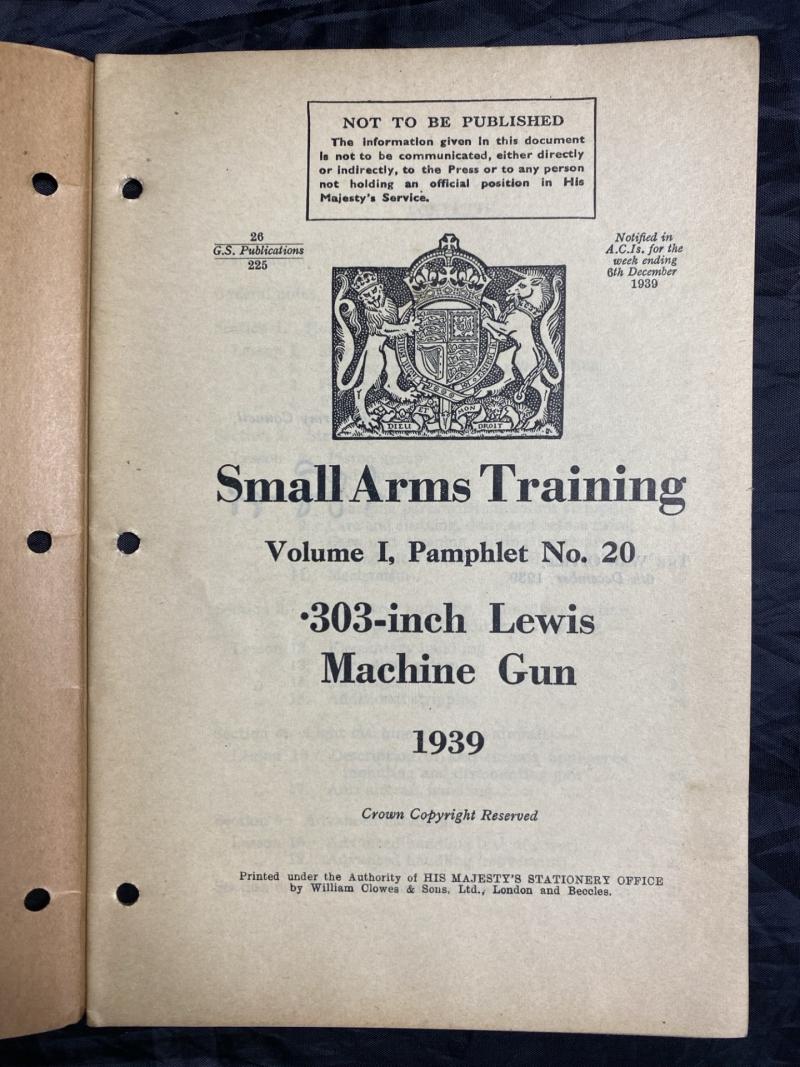 NOT TO BE PUBLISHED
The information given in this document
is not to be communicated, either directly
or indirectly, to the Press or to any person
not holding an official position in His
Majesty's Service.
26
G.S. Publications
225
Notified in
A.C.Is. for the
week ending
6th December
1939
ET MON
DIEU DROIT
Small Arms Training
Volume I, Pamphlet No. 20
·303-inch Lewis
Machine Gun
1939
Crown Copyright Reserved
Printed under the Authority of HIS MAJESTY'S STATIONERY OFFICE
by William Clowes & Sons, Ltd., London and Beccles.